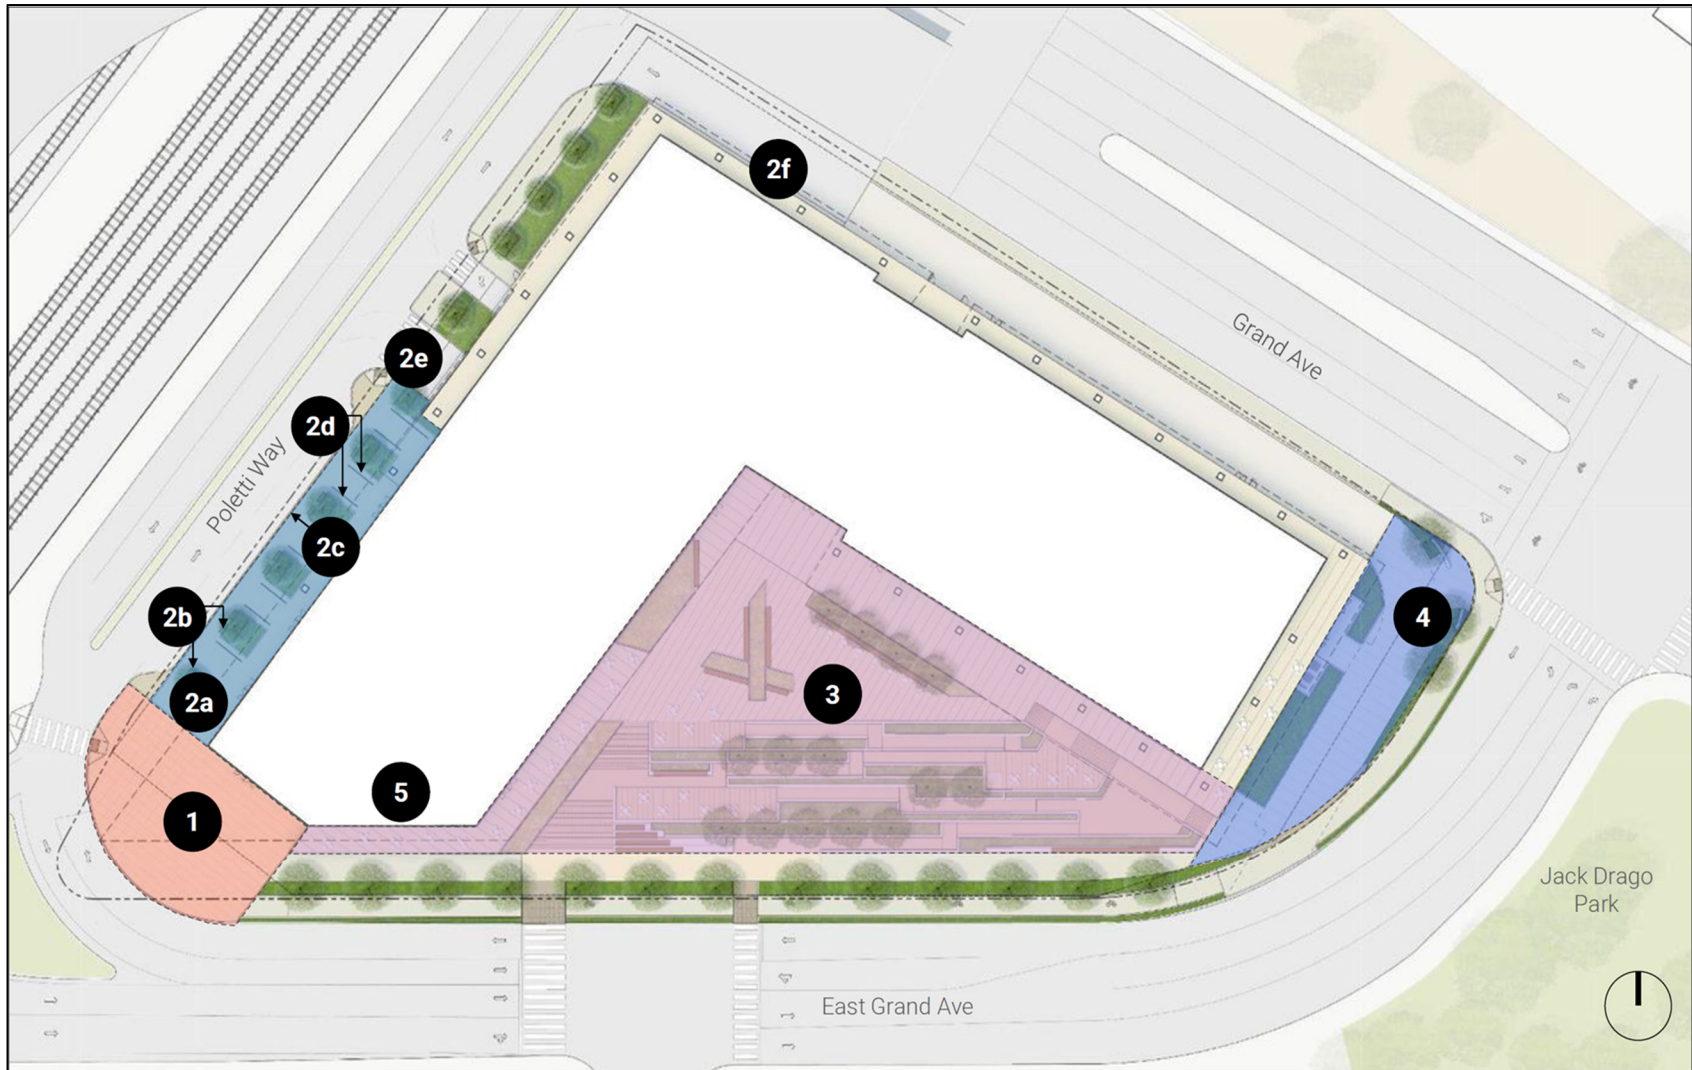 2f
Grand Ave
2e
2d
Poletti Way
2c
2b
4
2a
3
5
1
Jack Drago
Park
East Grand Ave